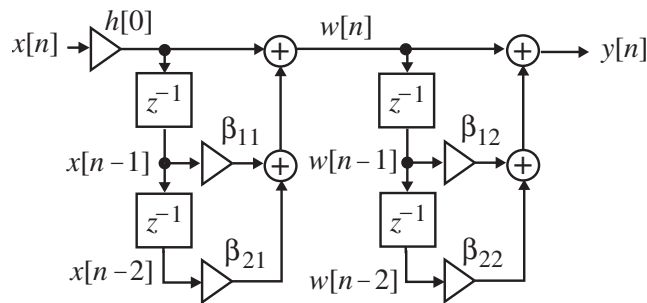 h[0]
x[n] w[n] y[n]
z⁻¹ z⁻¹
β₁₁ β₁₂
x[n-1] w[n-1]
z⁻¹ z⁻¹
β₂₁ β₂₂
x[n-2] w[n-2]